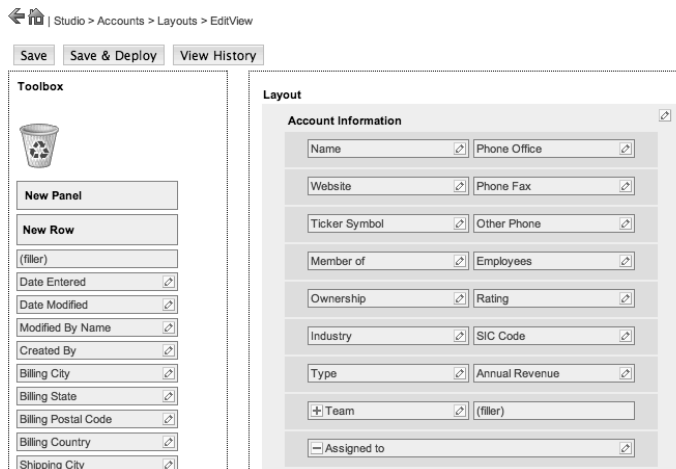 | Studio > Accounts > Layouts > EditView
Save Save & Deploy View History
Toolbox
New Panel
New Row
(filler)
Date Entered
Date Modified
Modified By Name
Created By
Billing City
Billing State
Billing Postal Code
Billing Country
Shipping City
Layout
Account Information
Name Phone Office
Website Phone Fax
Ticker Symbol Other Phone
Member of Employees
Ownership Rating
Industry SIC Code
Type Annual Revenue
Team (filler)
Assigned to